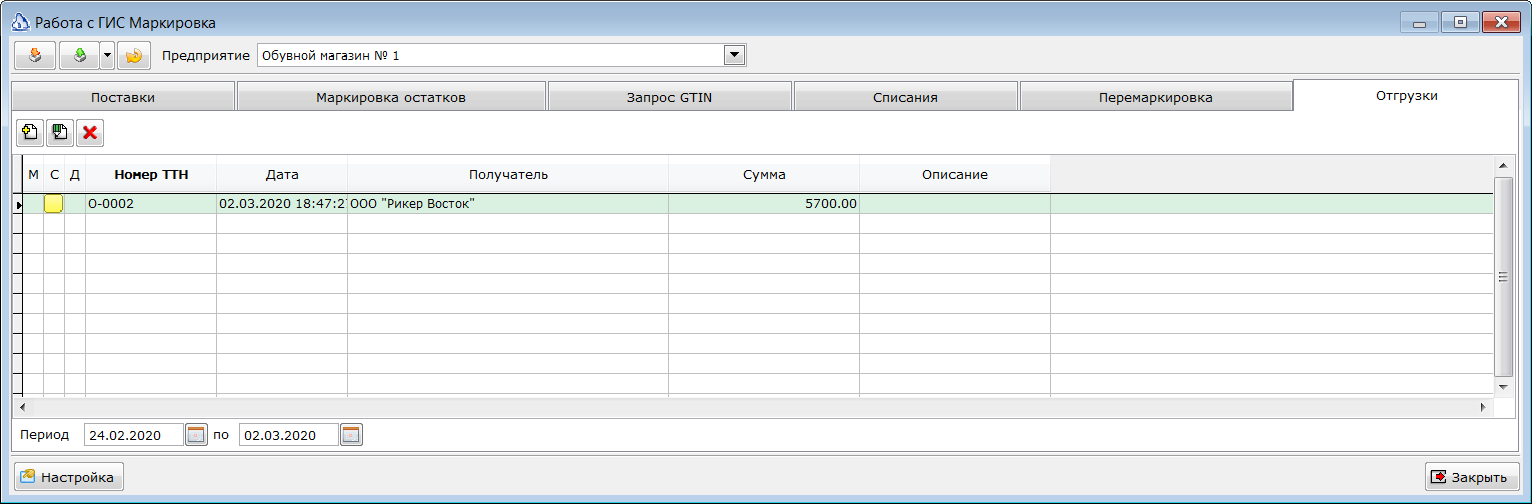 Работа с ГИС Маркировка
Предприятие Обувной магазин № 1
Поставки Маркировка остатков Запрос GTIN Списания Перемаркировка Отгрузки
М С Д Номер ТТН Дата Получатель Сумма Описание
О-0002 02.03.2020 18:47:27 ООО "Рикер Восток" 5700.00
Период 24.02.2020 по 02.03.2020
Настройка Закрыть